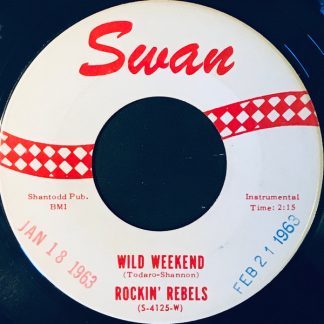 Swan
Shantodd Pub.
BMI
Instrumental
Time: 2:15
JAN 18 1963
FEB 21 1963
WILD WEEKEND
(Todaro-Shannon)
ROCKIN' REBELS
(S-4125-W)